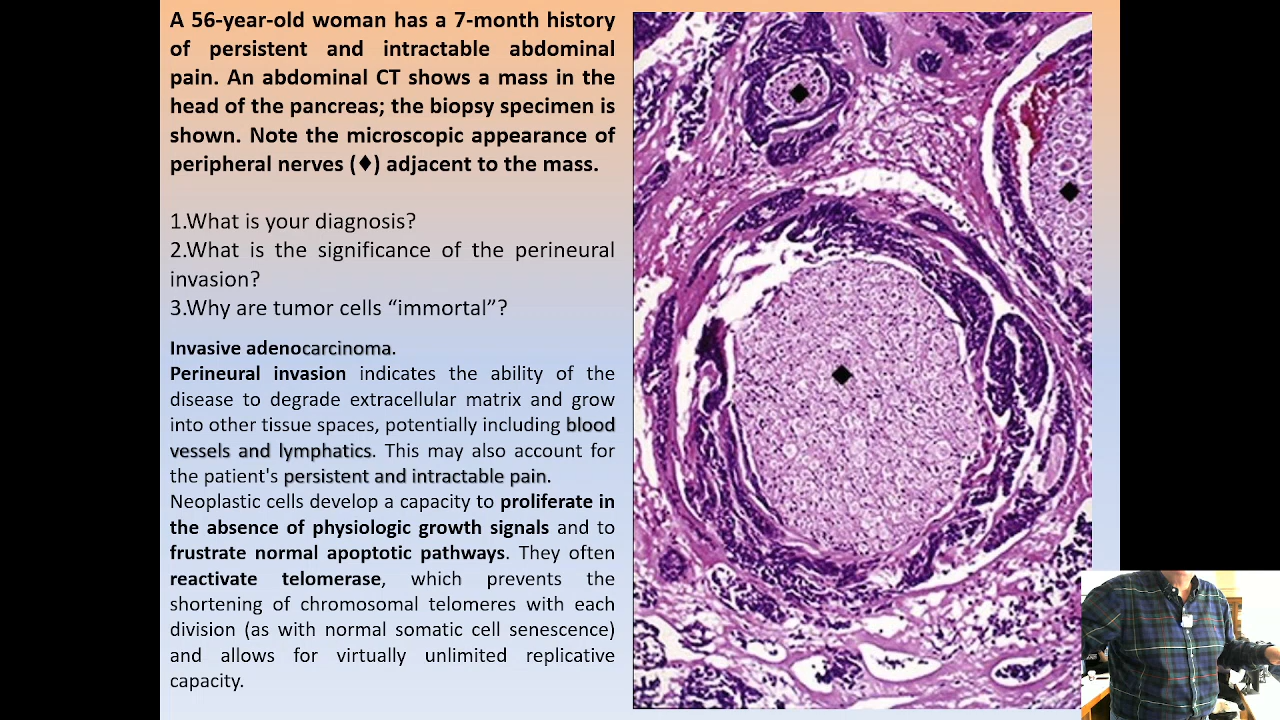 A 56-year-old woman has a 7-month history
of persistent and intractable abdominal
pain. An abdominal CT shows a mass in the
head of the pancreas; the biopsy specimen is
shown. Note the microscopic appearance of
peripheral nerves (♦) adjacent to the mass.
1.What is your diagnosis?
2.What is the significance of the perineural
invasion?
3.Why are tumor cells “immortal”?
Invasive adenocarcinoma.
Perineural invasion indicates the ability of the
disease to degrade extracellular matrix and grow
into other tissue spaces, potentially including blood
vessels and lymphatics. This may also account for
the patient's persistent and intractable pain.
Neoplastic cells develop a capacity to proliferate in
the absence of physiologic growth signals and to
frustrate normal apoptotic pathways. They often
reactivate telomerase, which prevents the
shortening of chromosomal telomeres with each
division (as with normal somatic cell senescence)
and allows for virtually unlimited replicative
capacity.